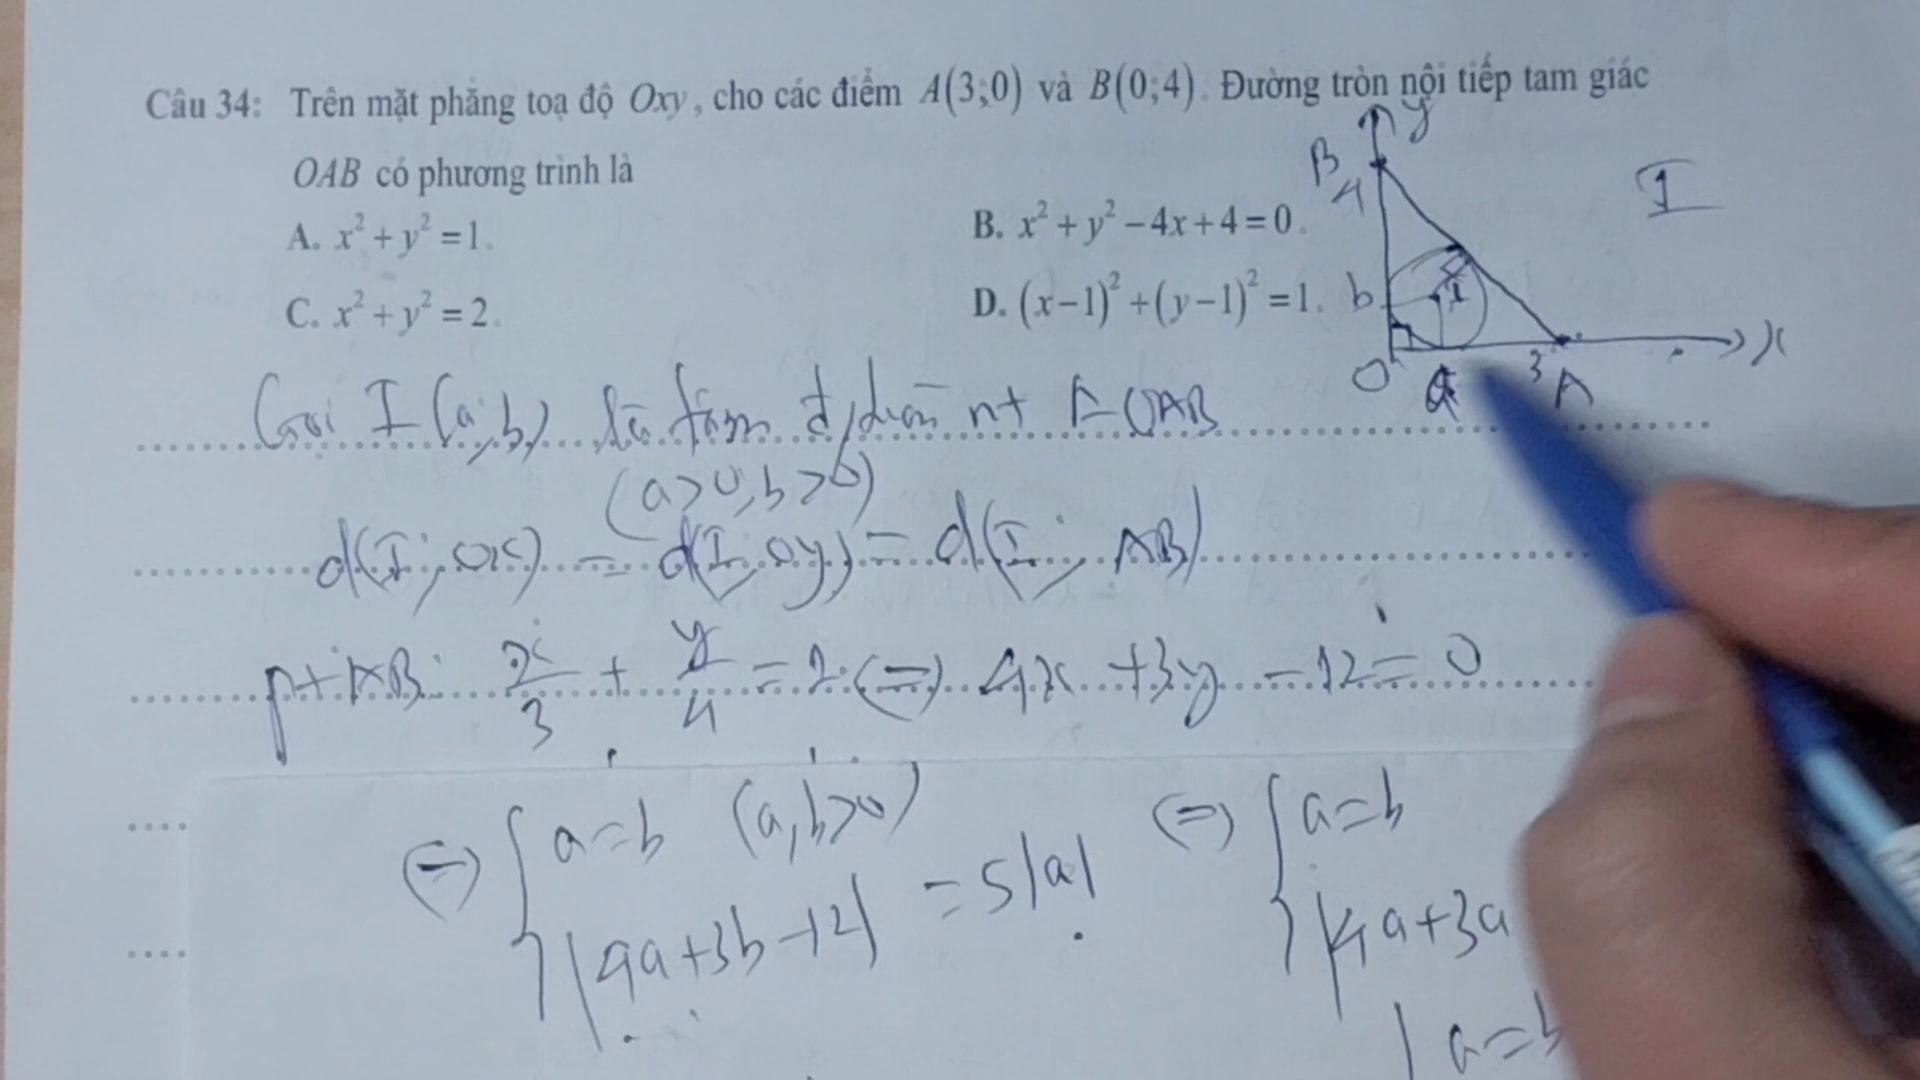 Câu 34: Trên mặt phẳng toạ độ Oxy, cho các điểm A(3;0) và B(0;4). Đường tròn nội tiếp tam giác
OAB có phương trình là
A. x² + y² = 1.
B. x² + y² − 4x + 4 = 0.
C. x² + y² = 2.
D. (x−1)² + (y−1)² = 1.
y
B
4
I
b
I
O
3
A
x
Gọi I(a;b) là tâm đ/tròn nt Δ OAB
(a>0, b>0)
d(I; Ox) = d(I, Oy) = d(I; AB)
pt AB: x/3 + y/4 = 1 (=) 4x + 3y − 12 = 0
(=) { a = b (a, b > 0)
|4a + 3b − 12| = 5|a|
(=) { a = b
|4a + 3a
a = b